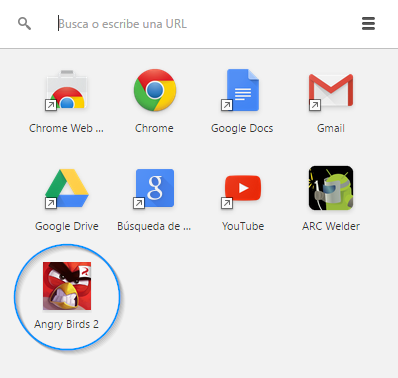 Busca o escribe una URL
Chrome Web ...
Chrome
Google Docs
Gmail
Google Drive
Búsqueda de ...
YouTube
ARC Welder
Angry Birds 2